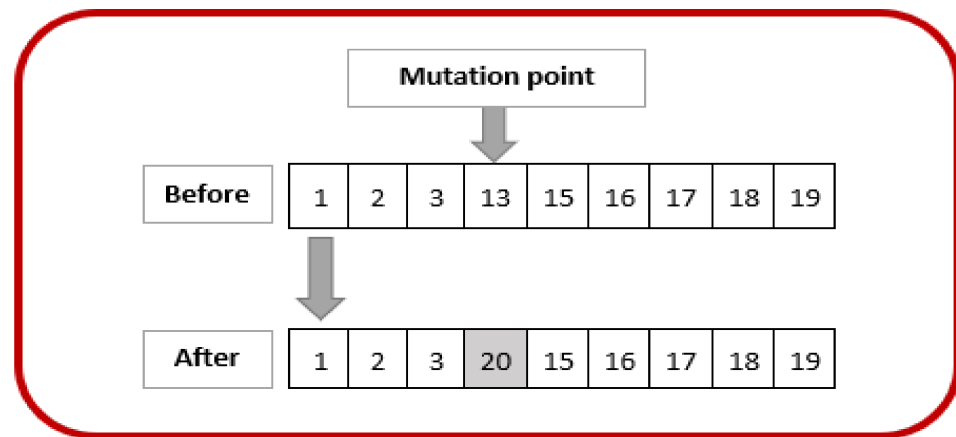 Mutation point
Before 1 2 3 13 15 16 17 18 19
After 1 2 3 20 15 16 17 18 19